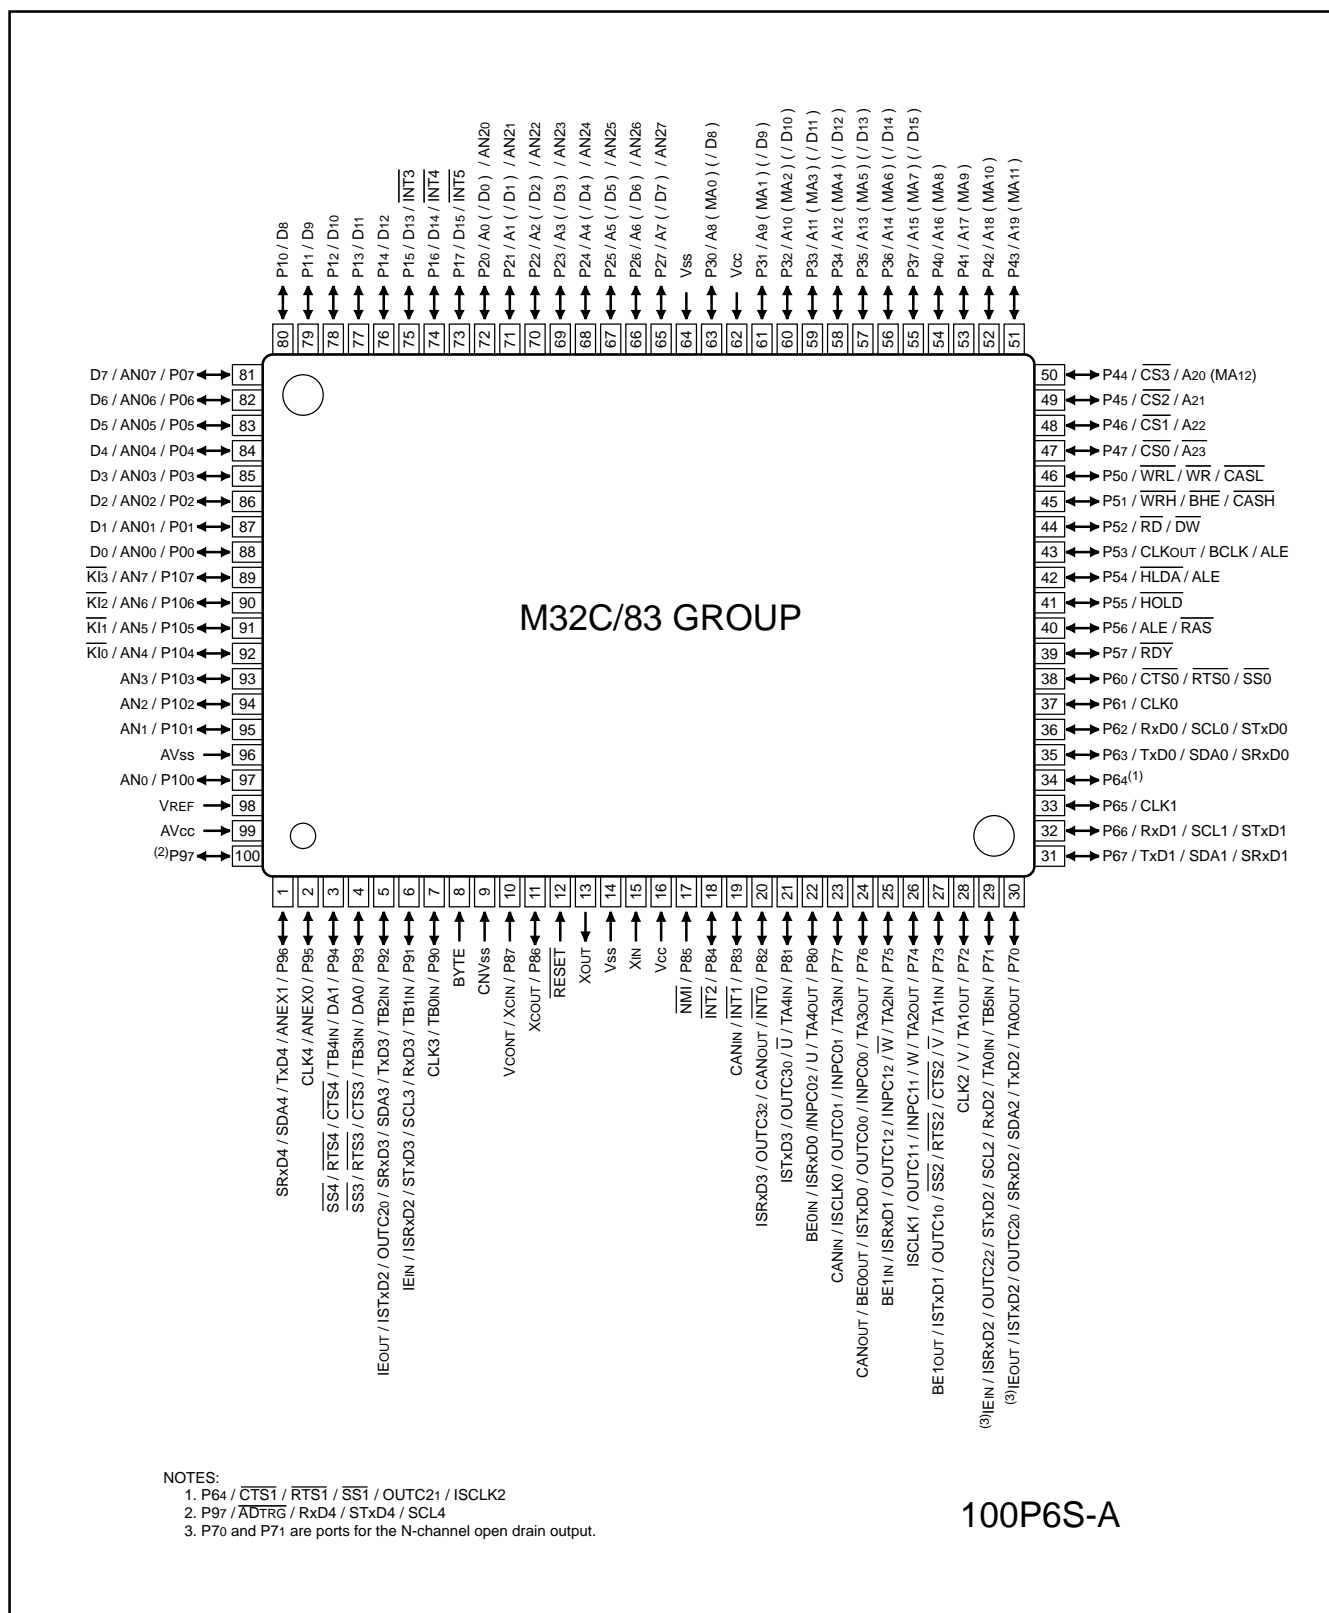 P10 / D8
P11 / D9
P12 / D10
P13 / D11
P14 / D12
P15 / D13 / INT3
P16 / D14 / INT4
P17 / D15 / INT5
P20 / A0 ( / D0 ) / AN20
P21 / A1 ( / D1 ) / AN21
P22 / A2 ( / D2 ) / AN22
P23 / A3 ( / D3 ) / AN23
P24 / A4 ( / D4 ) / AN24
P25 / A5 ( / D5 ) / AN25
P26 / A6 ( / D6 ) / AN26
P27 / A7 ( / D7 ) / AN27
Vss
P30 / A8 ( MA0 ) ( / D8 )
Vcc
P31 / A9 ( MA1 ) ( / D9 )
P32 / A10 ( MA2 ) ( / D10 )
P33 / A11 ( MA3 ) ( / D11 )
P34 / A12 ( MA4 ) ( / D12 )
P35 / A13 ( MA5 ) ( / D13 )
P36 / A14 ( MA6 ) ( / D14 )
P37 / A15 ( MA7 ) ( / D15 )
P40 / A16 ( MA8 )
P41 / A17 ( MA9 )
P42 / A18 ( MA10 )
P43 / A19 ( MA11 )
80 79 78 77 76 75 74 73 72 71 70 69 68 67 66 65 64 63 62 61 60 59 58 57 56 55 54 53 52 51
D7 / AN07 / P07 81
D6 / AN06 / P06 82
D5 / AN05 / P05 83
D4 / AN04 / P04 84
D3 / AN03 / P03 85
D2 / AN02 / P02 86
D1 / AN01 / P01 87
D0 / AN00 / P00 88
KI3 / AN7 / P107 89
KI2 / AN6 / P106 90
KI1 / AN5 / P105 91
KI0 / AN4 / P104 92
AN3 / P103 93
AN2 / P102 94
AN1 / P101 95
AVss 96
AN0 / P100 97
VREF 98
AVcc 99
(2)P97 100
M32C/83 GROUP
50 P44 / CS3 / A20 (MA12)
49 P45 / CS2 / A21
48 P46 / CS1 / A22
47 P47 / CS0 / A23
46 P50 / WRL / WR / CASL
45 P51 / WRH / BHE / CASH
44 P52 / RD / DW
43 P53 / CLKOUT / BCLK / ALE
42 P54 / HLDA / ALE
41 P55 / HOLD
40 P56 / ALE / RAS
39 P57 / RDY
38 P60 / CTS0 / RTS0 / SS0
37 P61 / CLK0
36 P62 / RxD0 / SCL0 / STxD0
35 P63 / TxD0 / SDA0 / SRxD0
34 P64(1)
33 P65 / CLK1
32 P66 / RxD1 / SCL1 / STxD1
31 P67 / TxD1 / SDA1 / SRxD1
1 2 3 4 5 6 7 8 9 10 11 12 13 14 15 16 17 18 19 20 21 22 23 24 25 26 27 28 29 30
SRxD4 / SDA4 / TxD4 / ANEX1 / P96
CLK4 / ANEX0 / P95
SS4 / RTS4 / CTS4 / TB4IN / DA1 / P94
SS3 / RTS3 / CTS3 / TB3IN / DA0 / P93
IEOUT / ISTxD2 / OUTC20 / SRxD3 / SDA3 / TxD3 / TB2IN / P92
IEIN / ISRxD2 / STxD3 / SCL3 / RxD3 / TB1IN / P91
CLK3 / TB0IN / P90
BYTE
CNVss
VCONT / XCIN / P87
XCOUT / P86
RESET
XOUT
Vss
XIN
Vcc
NMI / P85
INT2 / P84
CANIN / INT1 / P83
ISRxD3 / OUTC32 / CANOUT / INT0 / P82
ISTxD3 / OUTC30 / U / TA4IN / P81
BE0IN / ISRxD0 /INPC02 / U / TA4OUT / P80
CANIN / ISCLK0 / OUTC01 / INPC01 / TA3IN / P77
CANOUT / BE0OUT / ISTxD0 / OUTC00 / INPC00 / TA3OUT / P76
BE1IN / ISRxD1 / OUTC12 / INPC12 / W / TA2IN / P75
ISCLK1 / OUTC11 / INPC11 / W / TA2OUT / P74
BE1OUT / ISTxD1 / OUTC10 / SS2 / RTS2 / CTS2 / V / TA1IN / P73
CLK2 / V / TA1OUT / P72
(3)IEIN / ISRxD2 / OUTC22 / STxD2 / SCL2 / RxD2 / TA0IN / TB5IN / P71
(3)IEOUT / ISTxD2 / OUTC20 / SRxD2 / SDA2 / TxD2 / TA0OUT / P70
NOTES:
1. P64 / CTS1 / RTS1 / SS1 / OUTC21 / ISCLK2
2. P97 / ADTRG / RxD4 / STxD4 / SCL4
3. P70 and P71 are ports for the N-channel open drain output.
100P6S-A